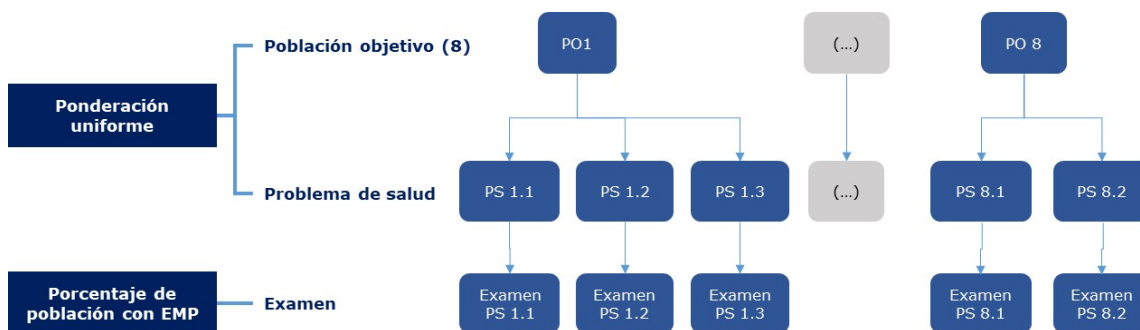 Población objetivo (8)
PO1
(...)
PO 8
Ponderación
uniforme
Problema de salud
PS 1.1
PS 1.2
PS 1.3
(...)
PS 8.1
PS 8.2
Porcentaje de
población con EMP
Examen
Examen
PS 1.1
Examen
PS 1.2
Examen
PS 1.3
Examen
PS 8.1
Examen
PS 8.2